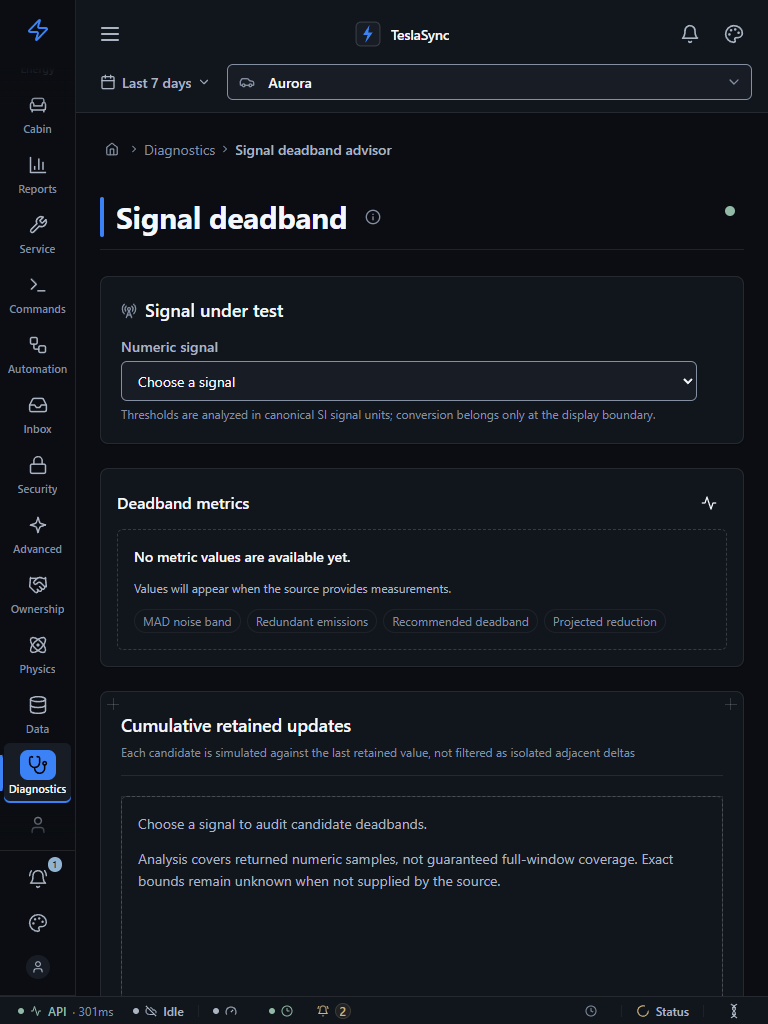 TeslaSync
Last 7 days
Aurora
Energy
Cabin
Reports
Service
Commands
Automation
Inbox
Security
Advanced
Ownership
Physics
Data
Diagnostics
1
Diagnostics
Signal deadband advisor
Signal deadband
Signal under test
Numeric signal
Choose a signal
Thresholds are analyzed in canonical SI signal units; conversion belongs only at the display boundary.
Deadband metrics
No metric values are available yet.
Values will appear when the source provides measurements.
MAD noise band
Redundant emissions
Recommended deadband
Projected reduction
Cumulative retained updates
Each candidate is simulated against the last retained value, not filtered as isolated adjacent deltas
Choose a signal to audit candidate deadbands.
Analysis covers returned numeric samples, not guaranteed full-window coverage. Exact
bounds remain unknown when not supplied by the source.
API · 301ms
Idle
2
Status